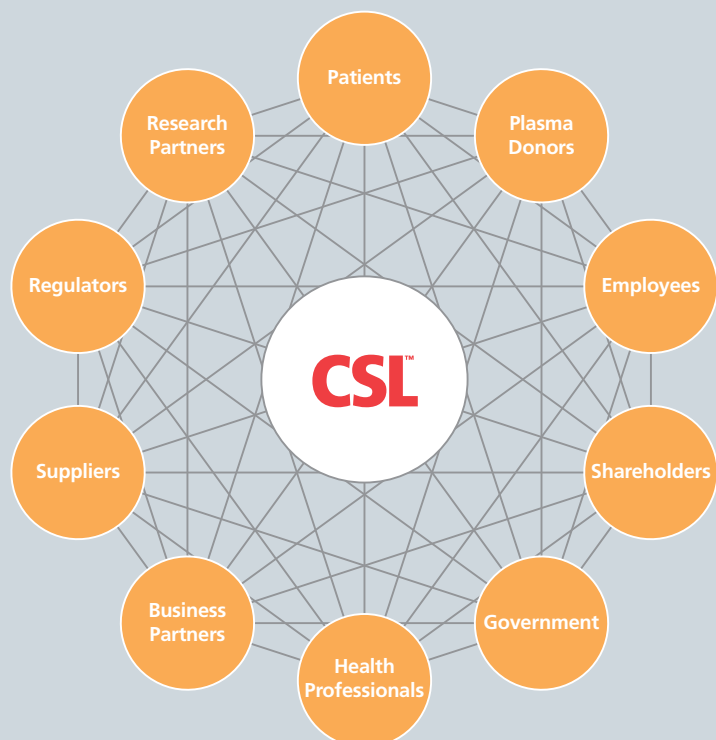 Patients
Research
Partners
Plasma
Donors
Regulators
Employees
CSL™
Suppliers
Shareholders
Business
Partners
Government
Health
Professionals